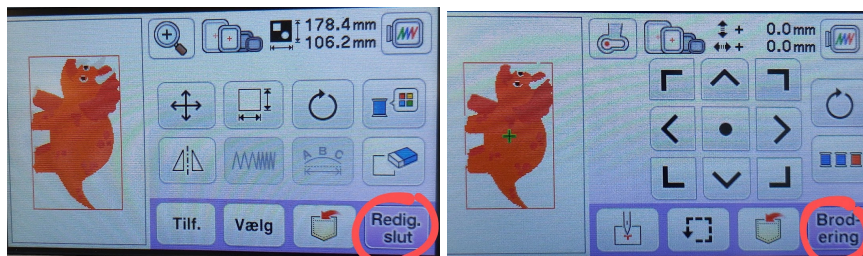 178.4mm
106.2mm
A B C
Tilf.
Vælg
Redig.
slut
+ 0.0mm
+ 0.0mm
Brod-
ering